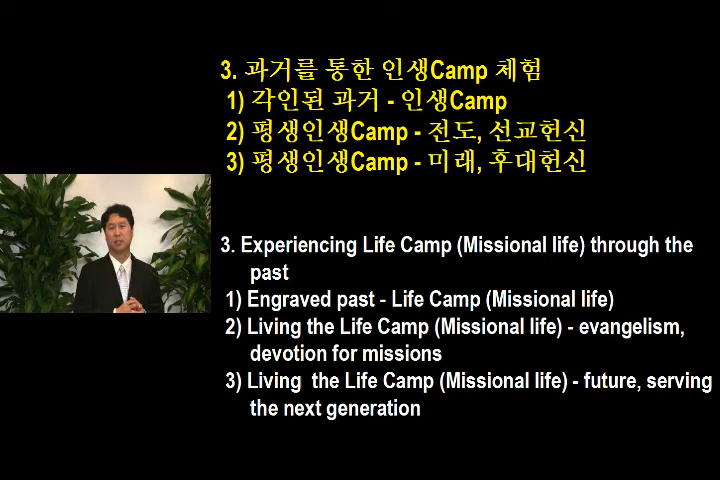 3. 과거를 통한 인생Camp 체험
1) 각인된 과거 - 인생Camp
2) 평생인생Camp - 전도, 선교헌신
3) 평생인생Camp - 미래, 후대헌신
3. Experiencing Life Camp (Missional life) through the
past
1) Engraved past - Life Camp (Missional life)
2) Living the Life Camp (Missional life) - evangelism,
devotion for missions
3) Living the Life Camp (Missional life) - future, serving
the next generation